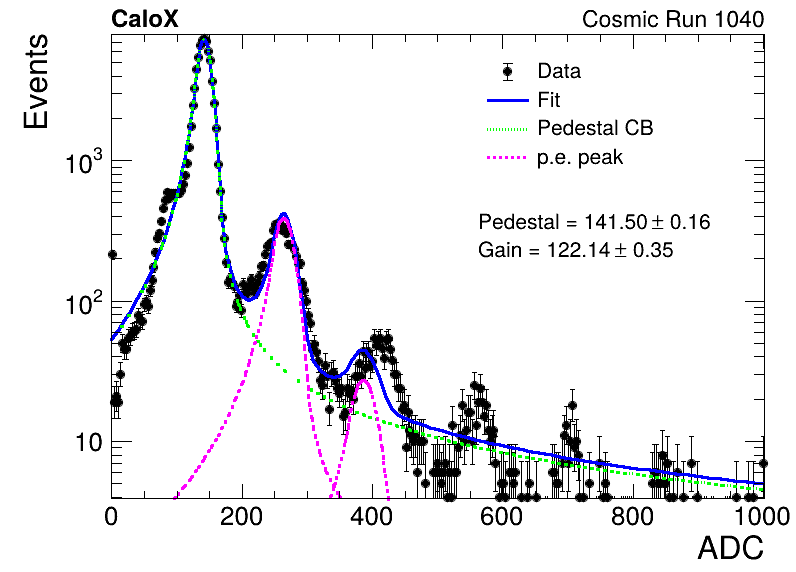 CaloX Cosmic Run 1040
Events
Data
Fit
Pedestal CB
p.e. peak
Pedestal = 141.50 ± 0.16
Gain = 122.14 ± 0.35
10³
10²
10
0 200 400 600 800 1000
ADC